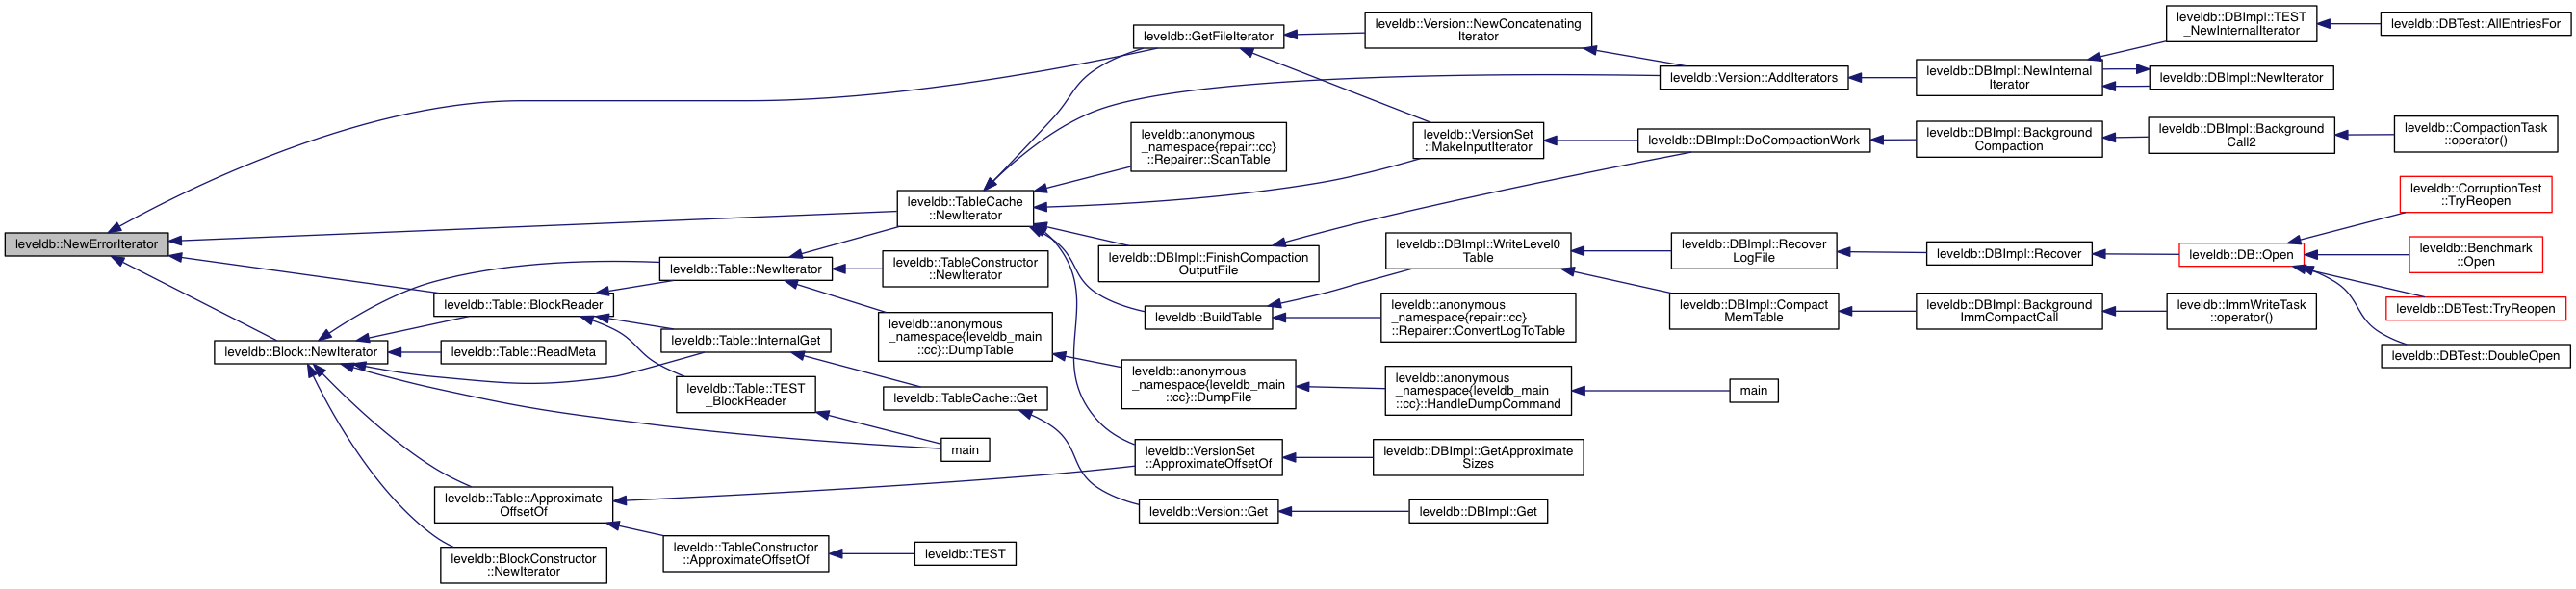 leveldb::NewErrorIterator
leveldb::Block::NewIterator
leveldb::Table::BlockReader
leveldb::Table::ReadMeta
leveldb::Table::Approximate
OffsetOf
leveldb::BlockConstructor
::NewIterator
leveldb::Table::NewIterator
leveldb::Table::InternalGet
leveldb::Table::TEST
_BlockReader
leveldb::TableConstructor
::ApproximateOffsetOf
leveldb::TableCache
::NewIterator
leveldb::TableConstructor
::NewIterator
leveldb::anonymous
_namespace{leveldb_main
::cc}::DumpTable
leveldb::TableCache::Get
main
leveldb::TEST
leveldb::GetFileIterator
leveldb::anonymous
_namespace{repair::cc}
::Repairer::ScanTable
leveldb::DBImpl::FinishCompaction
OutputFile
leveldb::BuildTable
leveldb::anonymous
_namespace{leveldb_main
::cc}::DumpFile
leveldb::VersionSet
::ApproximateOffsetOf
leveldb::Version::Get
leveldb::Version::NewConcatenating
Iterator
leveldb::VersionSet
::MakeInputIterator
leveldb::DBImpl::WriteLevel0
Table
leveldb::anonymous
_namespace{repair::cc}
::Repairer::ConvertLogToTable
leveldb::anonymous
_namespace{leveldb_main
::cc}::HandleDumpCommand
leveldb::DBImpl::GetApproximate
Sizes
leveldb::DBImpl::Get
leveldb::Version::AddIterators
leveldb::DBImpl::DoCompactionWork
leveldb::DBImpl::Recover
LogFile
leveldb::DBImpl::Compact
MemTable
main
leveldb::DBImpl::NewInternal
Iterator
leveldb::DBImpl::Background
Compaction
leveldb::DBImpl::Recover
leveldb::DBImpl::Background
ImmCompactCall
leveldb::DBImpl::TEST
_NewInternalIterator
leveldb::DBImpl::NewIterator
leveldb::DBImpl::Background
Call2
leveldb::DB::Open
leveldb::ImmWriteTask
::operator()
leveldb::DBTest::AllEntriesFor
leveldb::CompactionTask
::operator()
leveldb::CorruptionTest
::TryReopen
leveldb::Benchmark
::Open
leveldb::DBTest::TryReopen
leveldb::DBTest::DoubleOpen